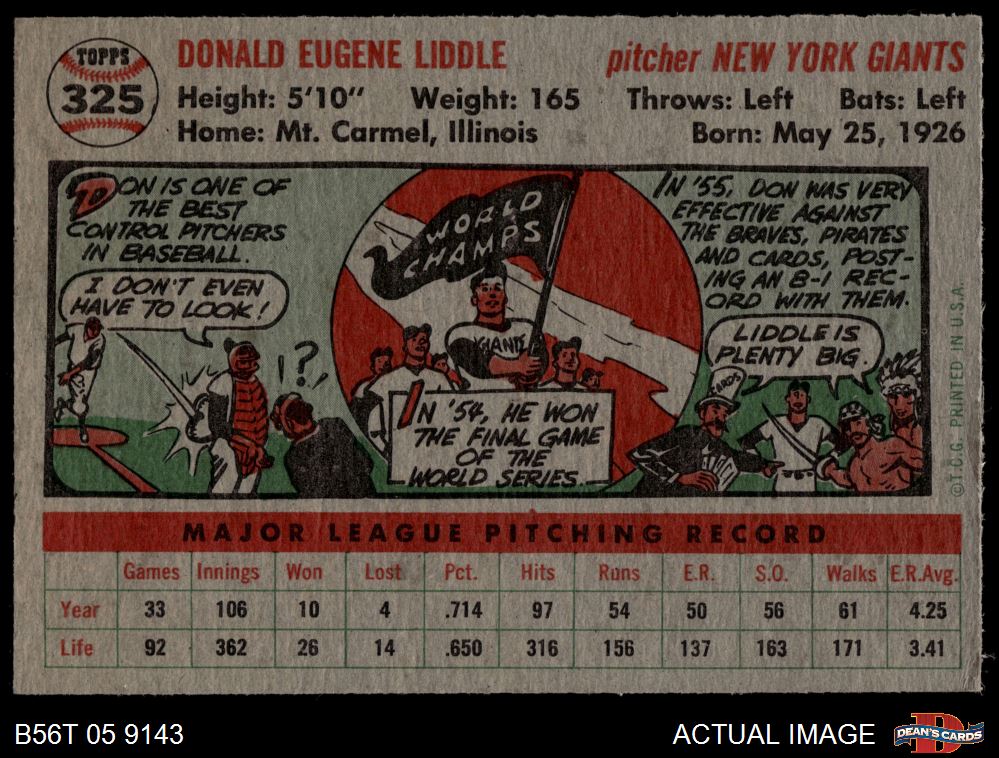 TOPPS
325
DONALD EUGENE LIDDLE
pitcher NEW YORK GIANTS
Height: 5'10" Weight: 165 Throws: Left Bats: Left
Home: Mt. Carmel, Illinois Born: May 25, 1926
DON IS ONE OF
THE BEST
CONTROL PITCHERS
IN BASEBALL.
I DON'T EVEN
HAVE TO LOOK!
!?
WORLD
CHAMPS
GIANTS
IN '54, HE WON
THE FINAL GAME
OF THE
WORLD SERIES.
IN '55, DON WAS VERY
EFFECTIVE AGAINST
THE BRAVES, PIRATES
AND CARDS, POST-
ING AN 8-1 REC-
ORD WITH THEM.
LIDDLE IS
PLENTY BIG.
CARDS
©T.C.G. PRINTED IN U.S.A.
MAJOR LEAGUE PITCHING RECORD
Games Innings Won Lost Pct. Hits Runs E.R. S.O. Walks E.R.Avg.
Year 33 106 10 4 .714 97 54 50 56 61 4.25
Life 92 362 26 14 .650 316 156 137 163 171 3.41
B56T 05 9143
ACTUAL IMAGE
DEAN'S CARDS